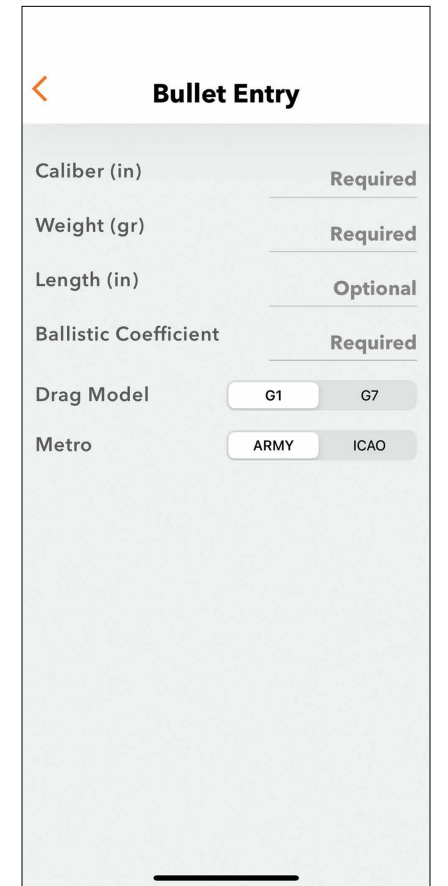 Bullet Entry
Caliber (in)
Required
Weight (gr)
Required
Length (in)
Optional
Ballistic Coefficient
Required
Drag Model
G1
G7
Metro
ARMY
ICAO